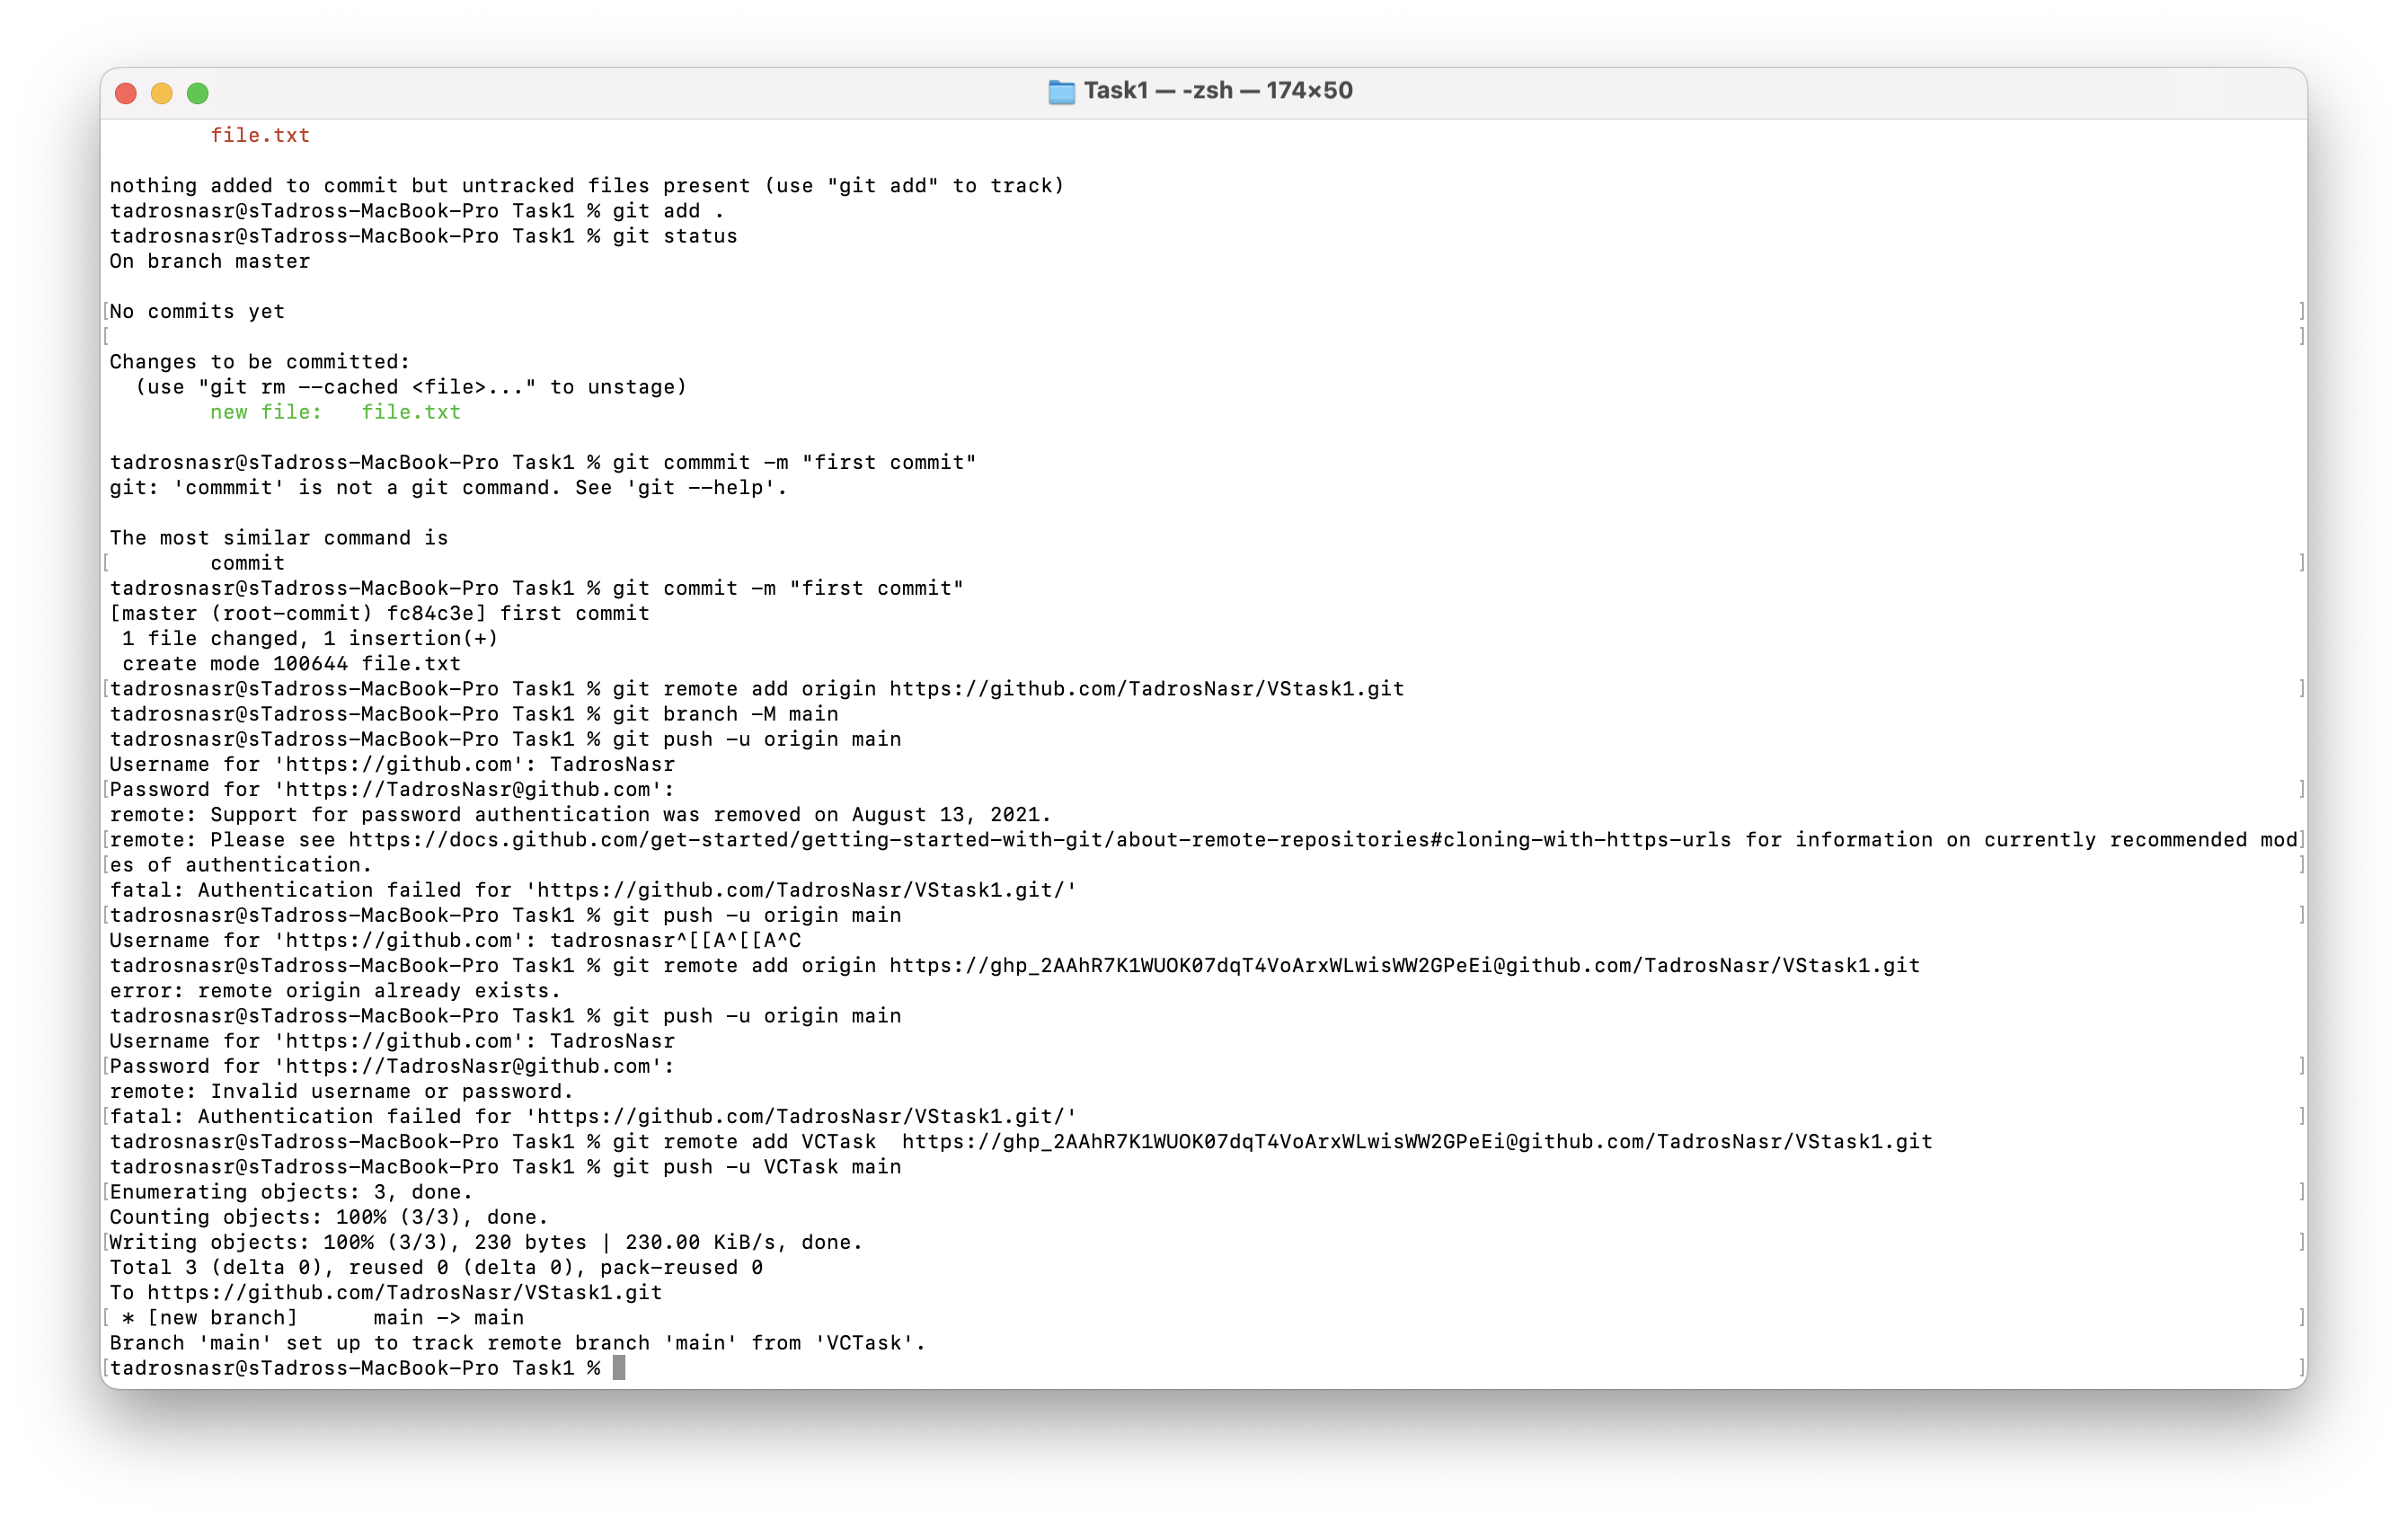 Task1 — -zsh — 174×50
file.txt
nothing added to commit but untracked files present (use "git add" to track)
tadrosnasr@sTadross-MacBook-Pro Task1 % git add .
tadrosnasr@sTadross-MacBook-Pro Task1 % git status
On branch master
[No commits yet ]
[ ]
Changes to be committed:
(use "git rm --cached <file>..." to unstage)
new file: file.txt
tadrosnasr@sTadross-MacBook-Pro Task1 % git commmit -m "first commit"
git: 'commmit' is not a git command. See 'git --help'.
The most similar command is
[ commit ]
tadrosnasr@sTadross-MacBook-Pro Task1 % git commit -m "first commit"
[master (root-commit) fc84c3e] first commit
1 file changed, 1 insertion(+)
create mode 100644 file.txt
[tadrosnasr@sTadross-MacBook-Pro Task1 % git remote add origin https://github.com/TadrosNasr/VStask1.git ]
tadrosnasr@sTadross-MacBook-Pro Task1 % git branch -M main
tadrosnasr@sTadross-MacBook-Pro Task1 % git push -u origin main
Username for 'https://github.com': TadrosNasr
[Password for 'https://TadrosNasr@github.com': ]
remote: Support for password authentication was removed on August 13, 2021.
[remote: Please see https://docs.github.com/get-started/getting-started-with-git/about-remote-repositories#cloning-with-https-urls for information on currently recommended mod]
[es of authentication. ]
fatal: Authentication failed for 'https://github.com/TadrosNasr/VStask1.git/'
[tadrosnasr@sTadross-MacBook-Pro Task1 % git push -u origin main ]
Username for 'https://github.com': tadrosnasr^[[A^[[A^C
tadrosnasr@sTadross-MacBook-Pro Task1 % git remote add origin https://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@github.com/TadrosNasr/VStask1.git
error: remote origin already exists.
tadrosnasr@sTadross-MacBook-Pro Task1 % git push -u origin main
Username for 'https://github.com': TadrosNasr
[Password for 'https://TadrosNasr@github.com': ]
remote: Invalid username or password.
[fatal: Authentication failed for 'https://github.com/TadrosNasr/VStask1.git/' ]
tadrosnasr@sTadross-MacBook-Pro Task1 % git remote add VCTask  https://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@github.com/TadrosNasr/VStask1.git
tadrosnasr@sTadross-MacBook-Pro Task1 % git push -u VCTask main
[Enumerating objects: 3, done. ]
Counting objects: 100% (3/3), done.
[Writing objects: 100% (3/3), 230 bytes | 230.00 KiB/s, done. ]
Total 3 (delta 0), reused 0 (delta 0), pack-reused 0
To https://github.com/TadrosNasr/VStask1.git
[ * [new branch]      main -> main ]
Branch 'main' set up to track remote branch 'main' from 'VCTask'.
[tadrosnasr@sTadross-MacBook-Pro Task1 % ]